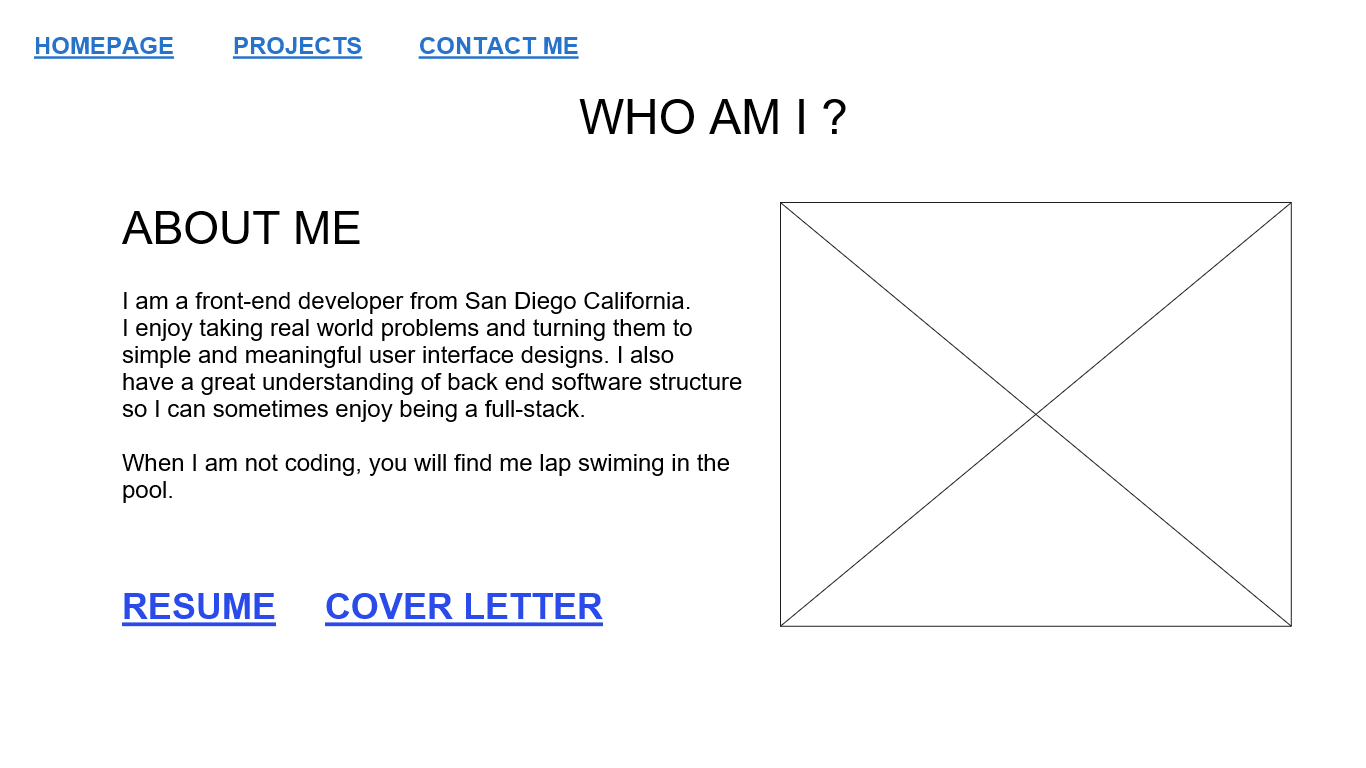 HOMEPAGE PROJECTS CONTACT ME
WHO AM I ?
ABOUT ME
I am a front-end developer from San Diego California.
I enjoy taking real world problems and turning them to
simple and meaningful user interface designs. I also
have a great understanding of back end software structure
so I can sometimes enjoy being a full-stack.
When I am not coding, you will find me lap swiming in the
pool.
RESUME COVER LETTER